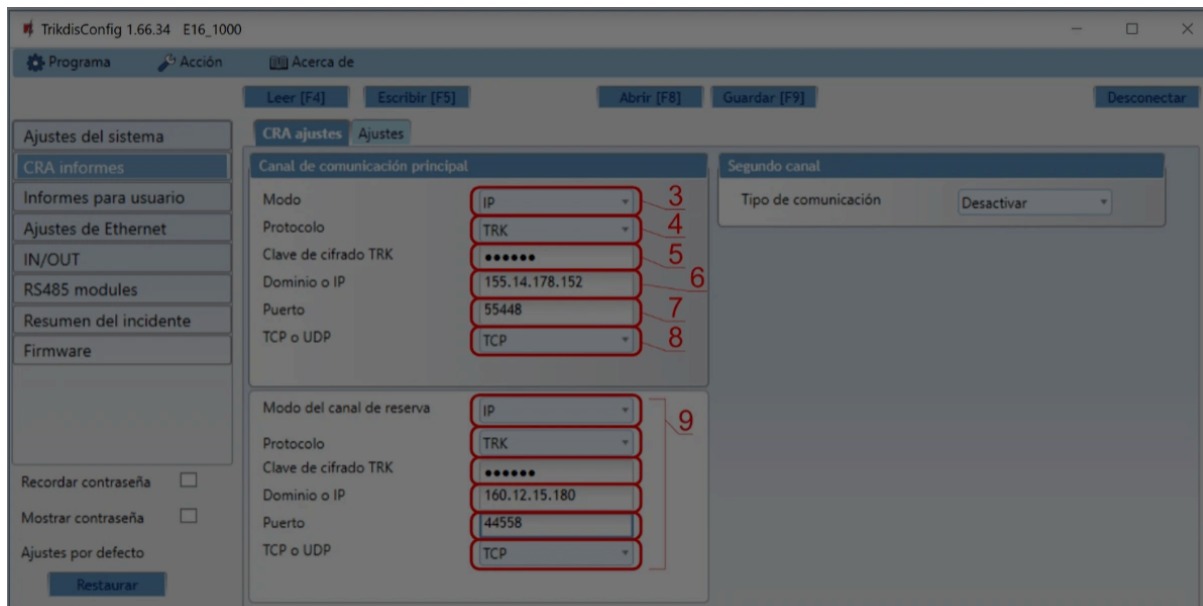 TrikdisConfig 1.66.34 E16_1000
Programa Acción Acerca de
Leer [F4] Escribir [F5] Abrir [F8] Guardar [F9] Desconectar
Ajustes del sistema
CRA informes
Informes para usuario
Ajustes de Ethernet
IN/OUT
RS485 modules
Resumen del incidente
Firmware
Recordar contraseña
Mostrar contraseña
Ajustes por defecto
Restaurar
CRA ajustes Ajustes
Canal de comunicación principal
Modo IP 3
Protocolo TRK 4
Clave de cifrado TRK •••••• 5
Dominio o IP 155.14.178.152 6
Puerto 55448 7
TCP o UDP TCP 8
Modo del canal de reserva IP 9
Protocolo TRK
Clave de cifrado TRK ••••••
Dominio o IP 160.12.15.180
Puerto 44558
TCP o UDP TCP
Segundo canal
Tipo de comunicación Desactivar